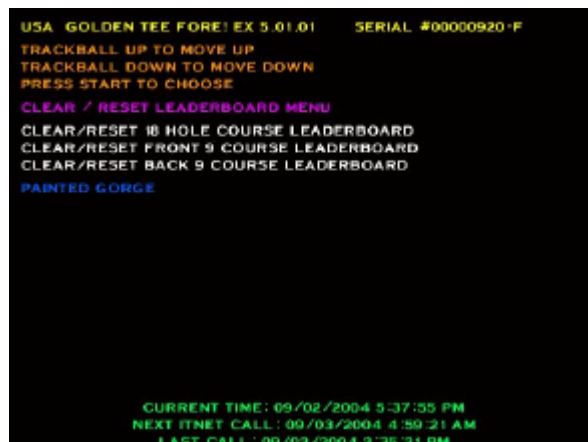 USA GOLDEN TEE FORE! EX 5.01.01 SERIAL #00000920-F
TRACKBALL UP TO MOVE UP
TRACKBALL DOWN TO MOVE DOWN
PRESS START TO CHOOSE
CLEAR / RESET LEADERBOARD MENU
CLEAR/RESET 18 HOLE COURSE LEADERBOARD
CLEAR/RESET FRONT 9 COURSE LEADERBOARD
CLEAR/RESET BACK 9 COURSE LEADERBOARD
PAINTED GORGE
CURRENT TIME: 09/02/2004 5:37:55 PM
NEXT ITNET CALL: 09/03/2004 4:59:21 AM
LAST CALL: PM